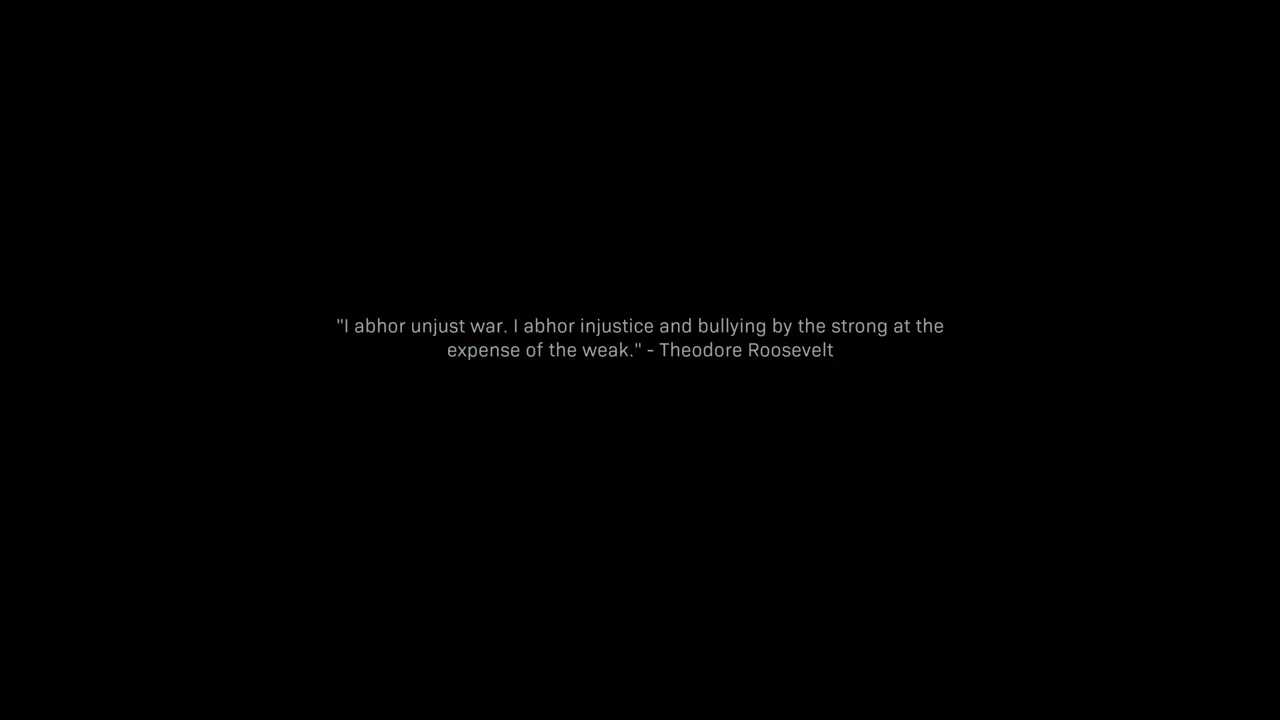 "I abhor unjust war. I abhor injustice and bullying by the strong at the
expense of the weak." - Theodore Roosevelt